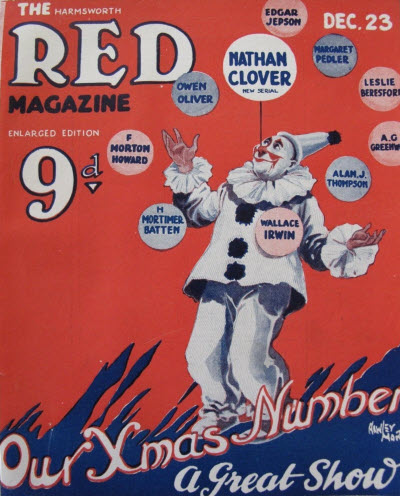 THE HARMSWORTH
RED
MAGAZINE
ENLARGED EDITION
9d
DEC. 23
EDGAR
JEPSON
MARGARET
PEDLER
NATHAN
CLOVER
NEW SERIAL
OWEN
OLIVER
LESLIE
BERESFORD
F
MORTON
HOWARD
A.G
ALAN. J.
THOMPSON
H
MORTIMER
BATTEN
WALLACE
IRWIN
Our Xmas Number
A Great Show